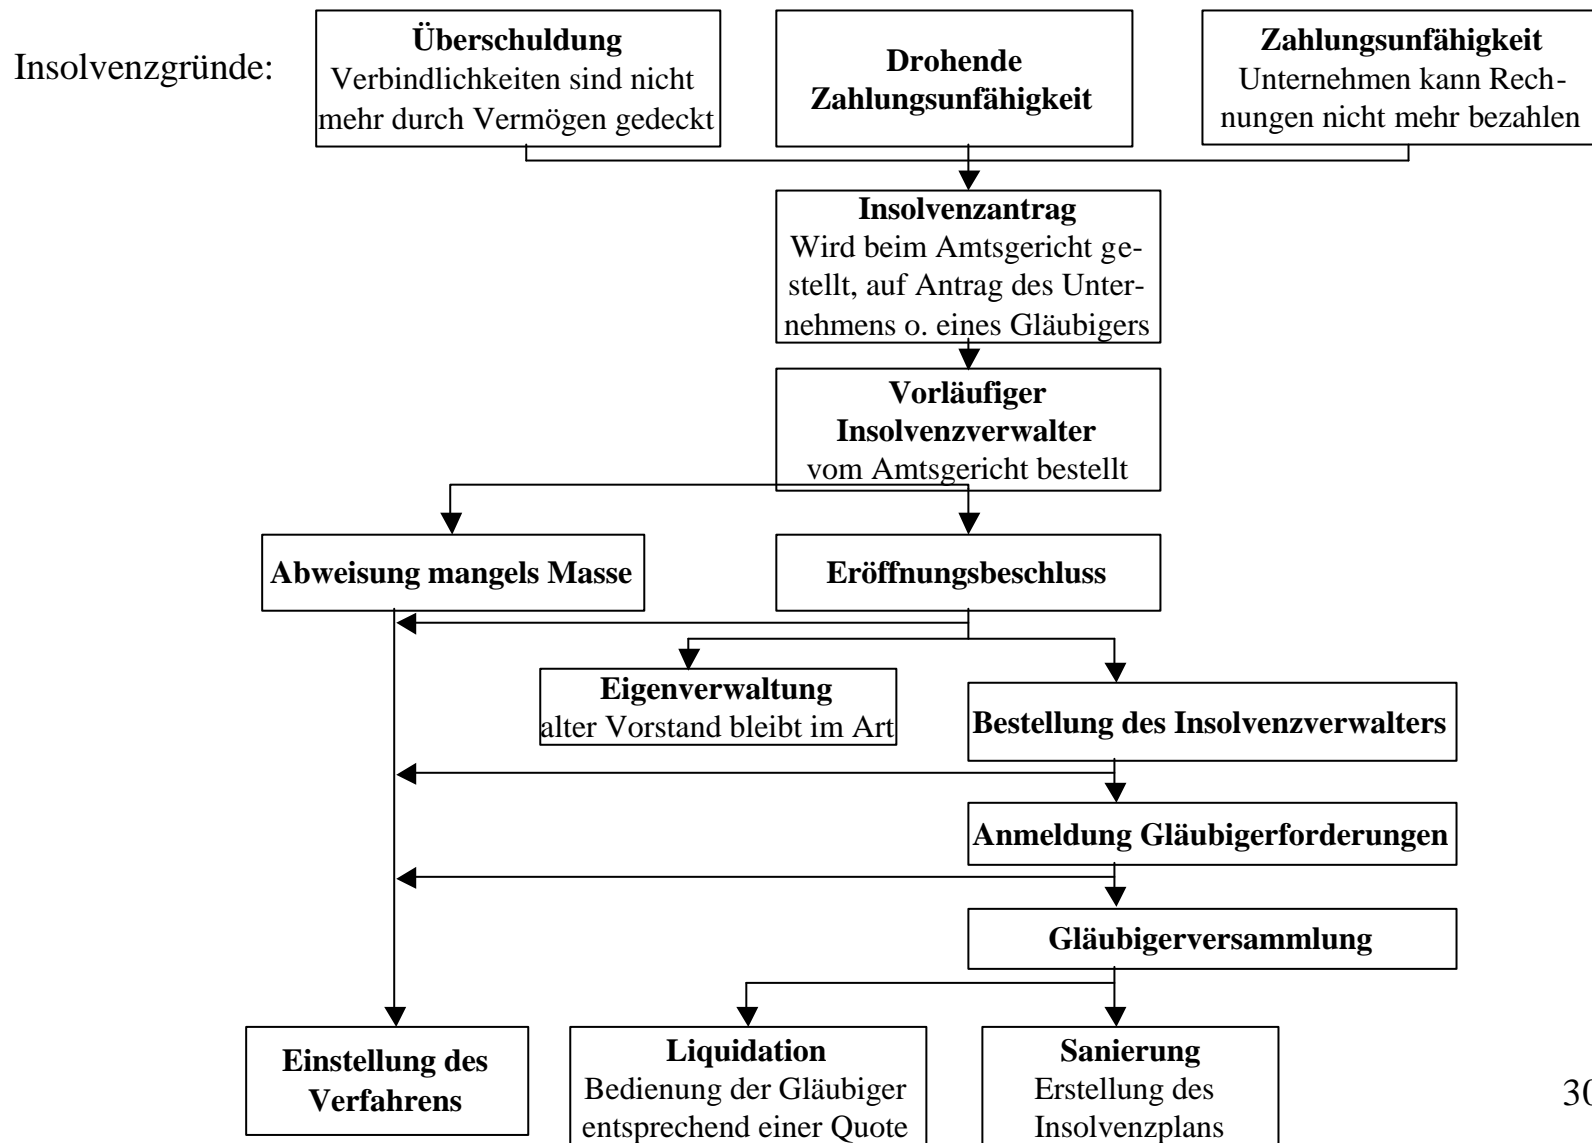 Insolvenzgründe:
Überschuldung
Verbindlichkeiten sind nicht
mehr durch Vermögen gedeckt
Drohende
Zahlungsunfähigkeit
Zahlungsunfähigkeit
Unternehmen kann Rech-
nungen nicht mehr bezahlen
Insolvenzantrag
Wird beim Amtsgericht ge-
stellt, auf Antrag des Unter-
nehmens o. eines Gläubigers
Vorläufiger
Insolvenzverwalter
vom Amtsgericht bestellt
Abweisung mangels Masse
Eröffnungsbeschluss
Eigenverwaltung
alter Vorstand bleibt im Art
Bestellung des Insolvenzverwalters
Anmeldung Gläubigerforderungen
Gläubigerversammlung
Einstellung des
Verfahrens
Liquidation
Bedienung der Gläubiger
entsprechend einer Quote
Sanierung
Erstellung des
Insolvenzplans
30